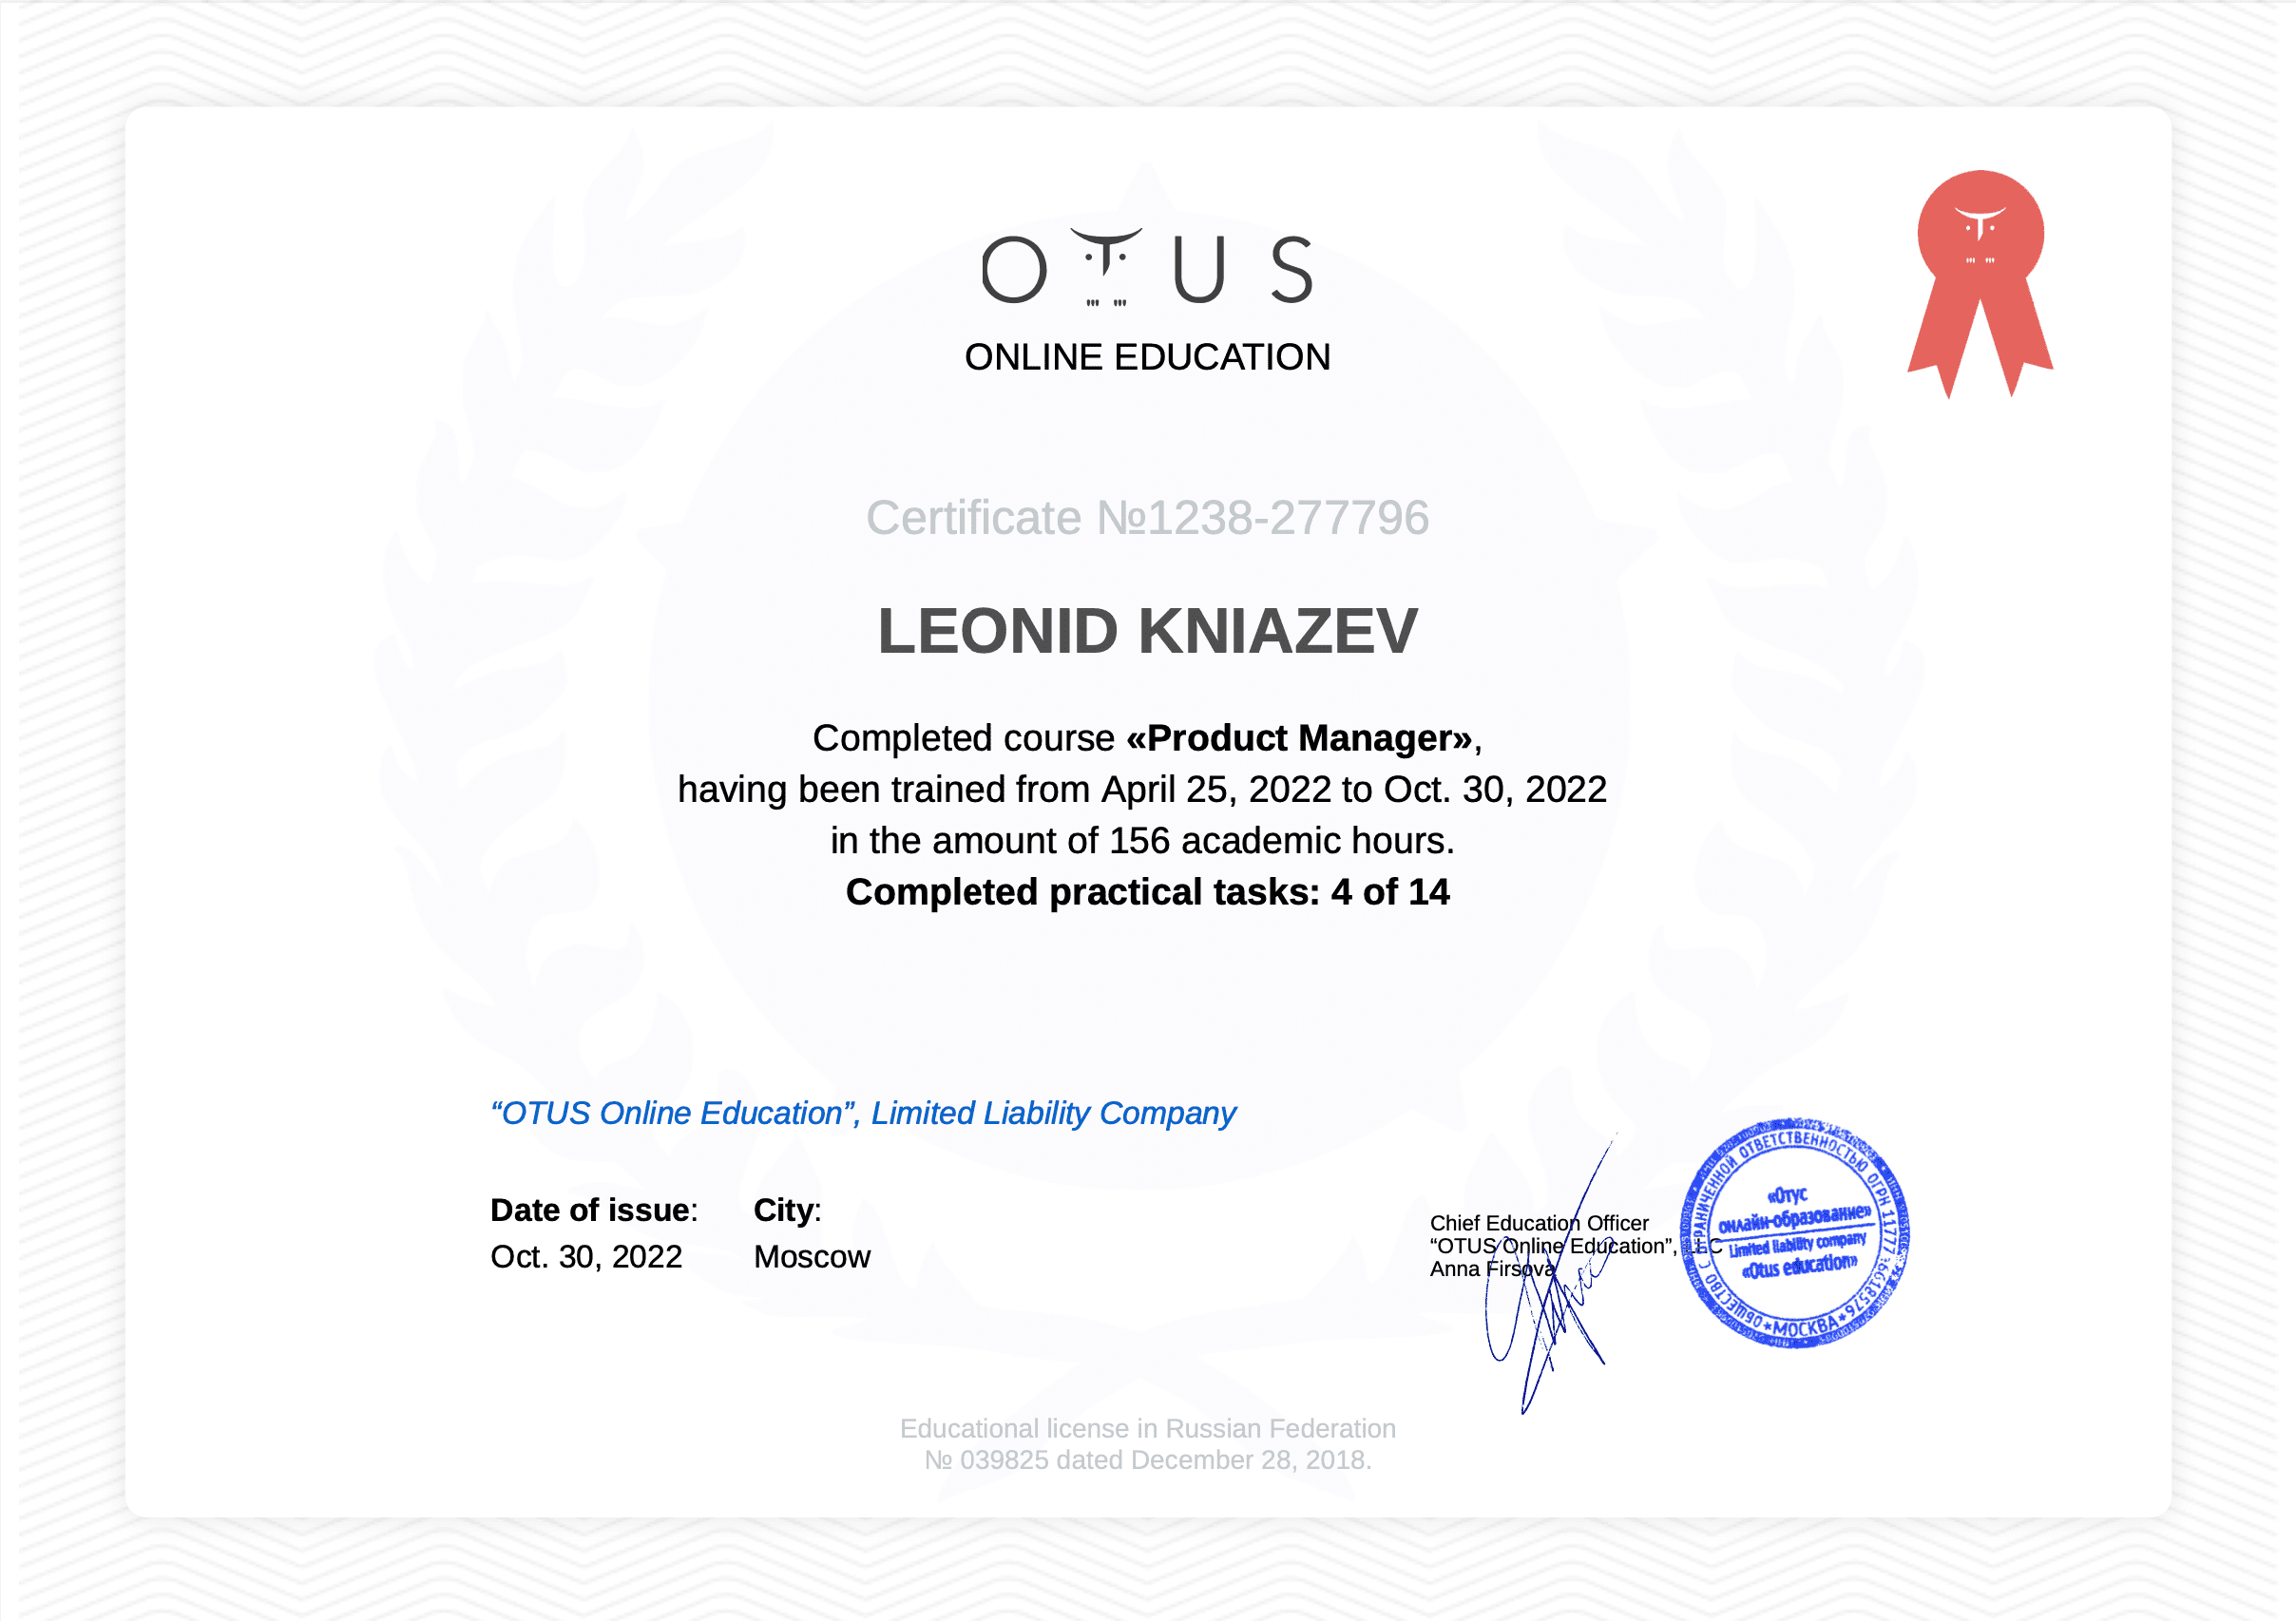 OTUS
ONLINE EDUCATION
Certificate №1238-277796
LEONID KNIAZEV
Completed course «Product Manager»,
having been trained from April 25, 2022 to Oct. 30, 2022
in the amount of 156 academic hours.
Completed practical tasks: 4 of 14
“OTUS Online Education”, Limited Liability Company
Date of issue: City:
Oct. 30, 2022 Moscow
Chief Education Officer
“OTUS Online Education”, LLC
Anna Firsova
ОБЩЕСТВО С ОГРАНИЧЕННОЙ ОТВЕТСТВЕННОСТЬЮ ОГРН
*МОСКВА*
«Отус
онлайн-образование»
Limited liability company
«Otus education»
Educational license in Russian Federation
№ 039825 dated December 28, 2018.